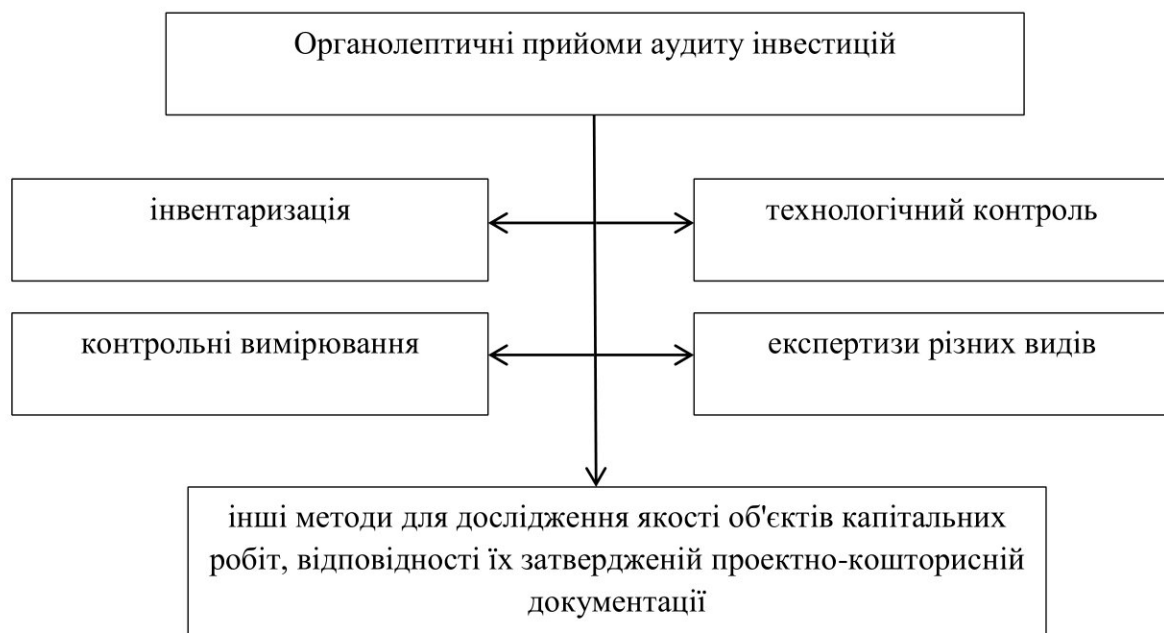 Органолептичні прийоми аудиту інвестицій
інвентаризація
технологічний контроль
контрольні вимірювання
експертизи різних видів
інші методи для дослідження якості об'єктів капітальних
робіт, відповідності їх затвердженій проектно-кошторисній
документації